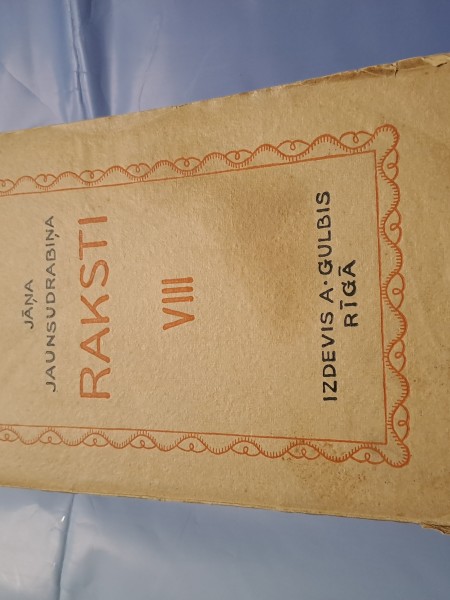 JĀŅA
JAUNSUDRABIŅA
RAKSTI
VIII
IZDEVIS A·GULBIS
RĪGĀ